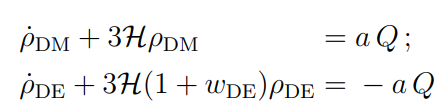 ρ̇_DM + 3ℋρ_DM = a Q ;
ρ̇_DE + 3ℋ(1 + w_DE)ρ_DE = − a Q